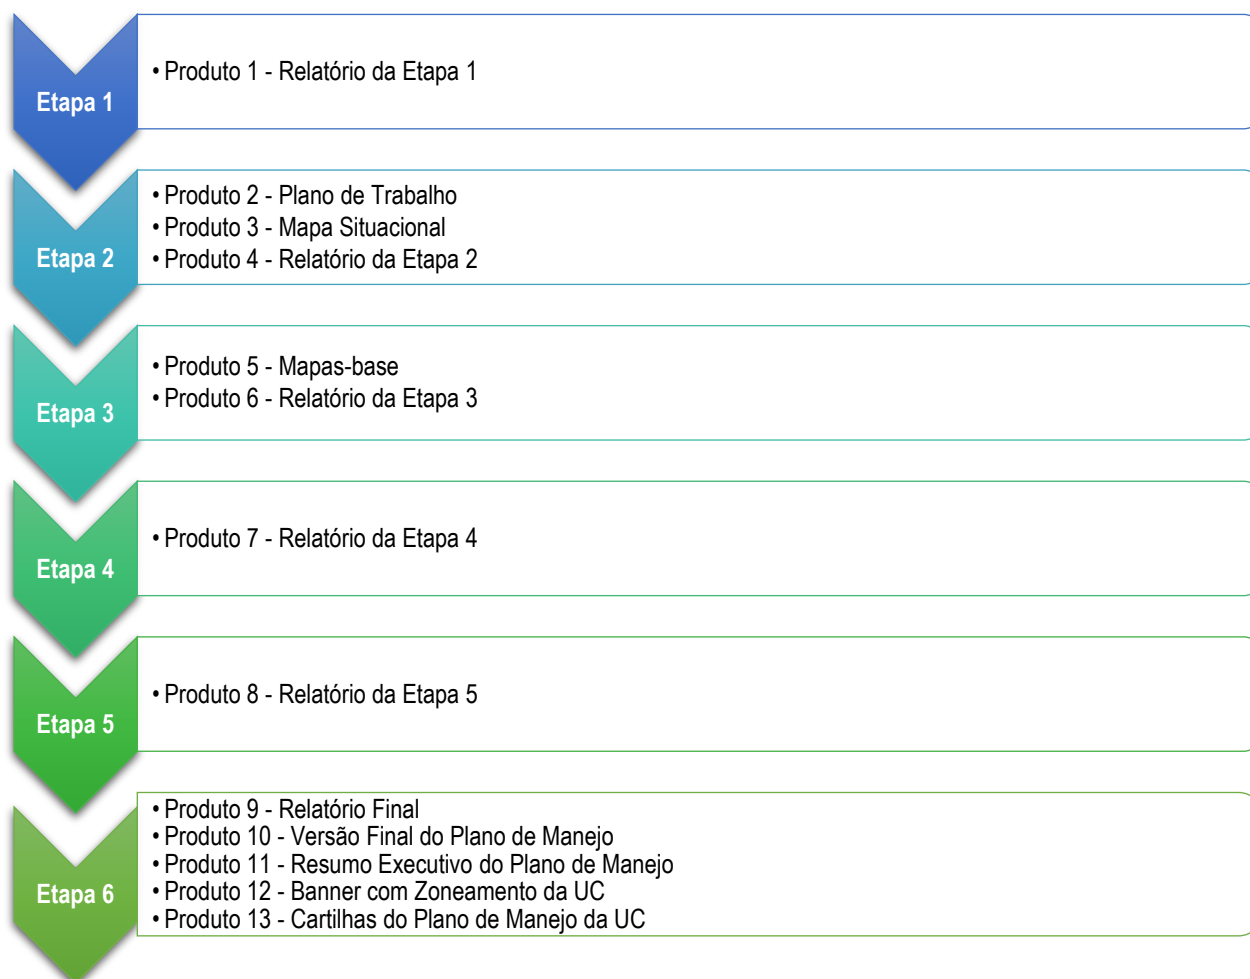 Etapa 1
• Produto 1 - Relatório da Etapa 1
Etapa 2
• Produto 2 - Plano de Trabalho
• Produto 3 - Mapa Situacional
• Produto 4 - Relatório da Etapa 2
Etapa 3
• Produto 5 - Mapas-base
• Produto 6 - Relatório da Etapa 3
Etapa 4
• Produto 7 - Relatório da Etapa 4
Etapa 5
• Produto 8 - Relatório da Etapa 5
Etapa 6
• Produto 9 - Relatório Final
• Produto 10 - Versão Final do Plano de Manejo
• Produto 11 - Resumo Executivo do Plano de Manejo
• Produto 12 - Banner com Zoneamento da UC
• Produto 13 - Cartilhas do Plano de Manejo da UC